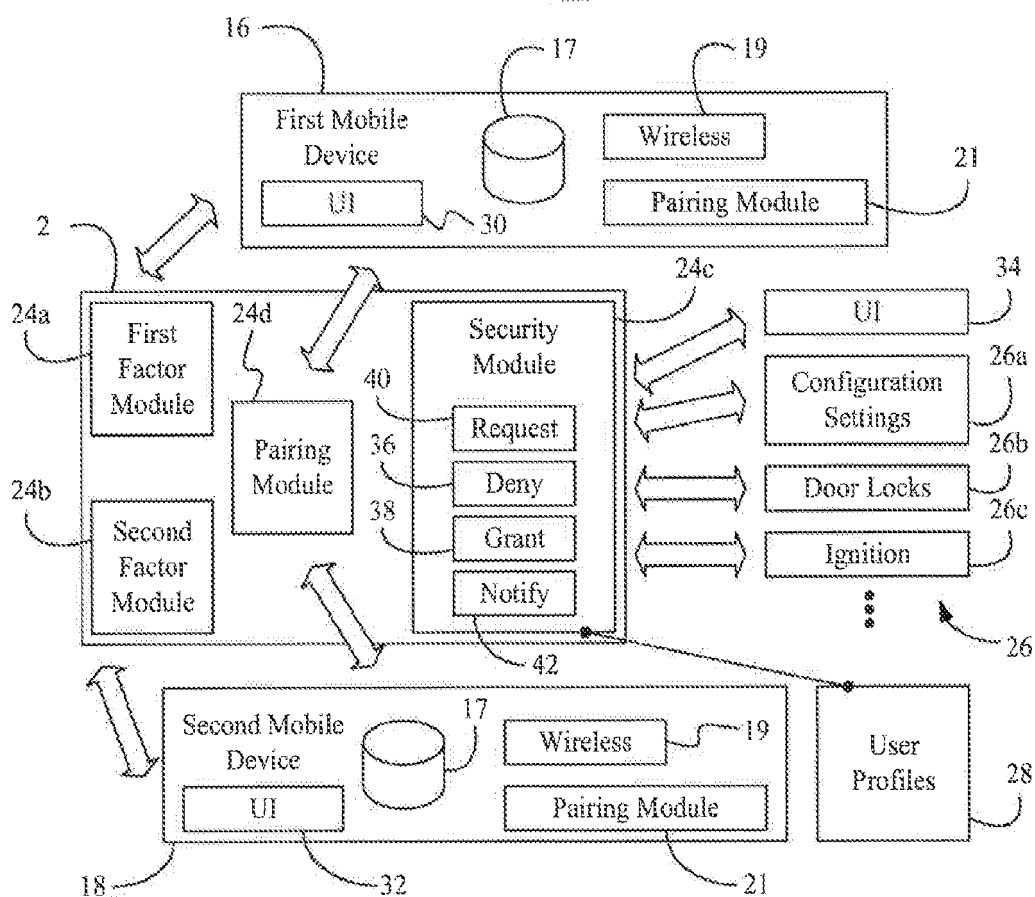 16
17
19
First Mobile
Device
Wireless
21
UI
Pairing Module
30
2
24a
First
Factor
Module
24d
Pairing
Module
24b
Second
Factor
Module
24c
Security
Module
40
Request
36
Deny
38
Grant
Notify
42
34
UI
26a
Configuration
Settings
26b
Door Locks
26c
Ignition
26
Second Mobile
Device
17
Wireless
19
UI
Pairing Module
18
32
21
User
Profiles
28